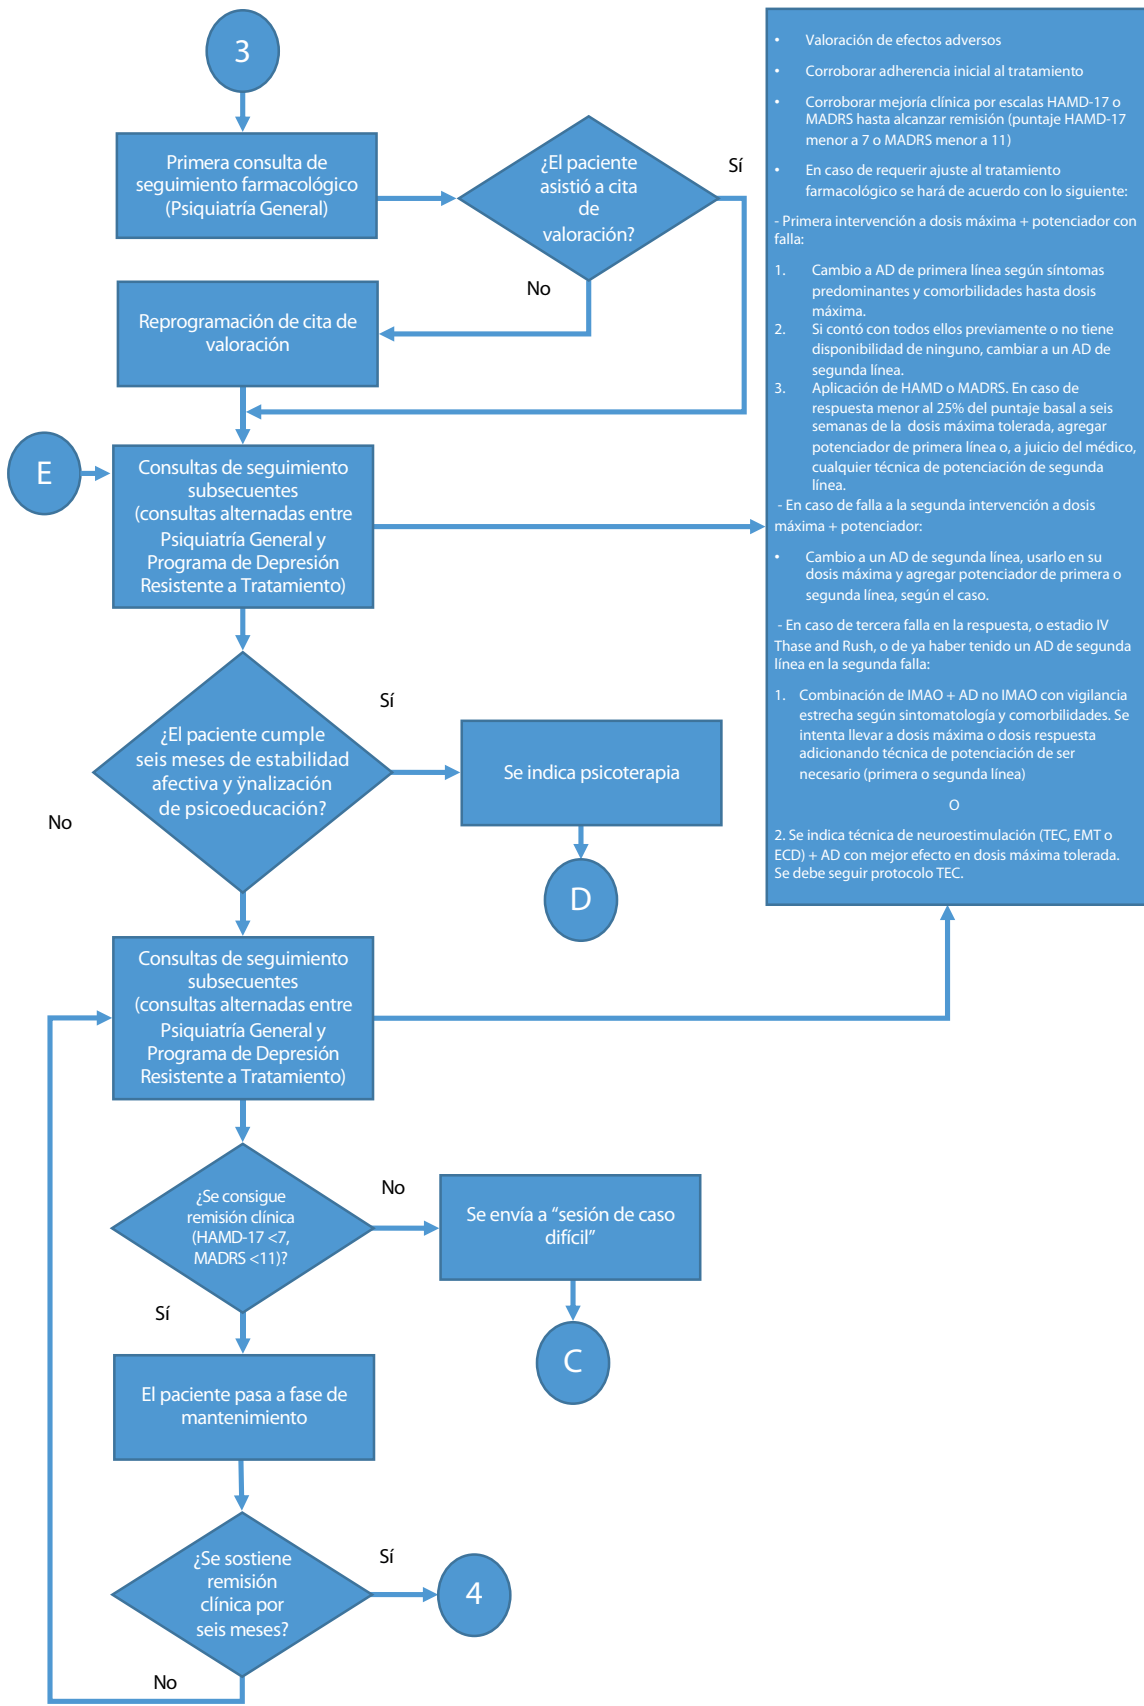 3
Primera consulta de
seguimiento farmacológico
(Psiquiatría General)
¿El paciente
asistió a cita
de
valoración?
Sí
No
Reprogramación de cita de
valoración
E
Consultas de seguimiento
subsecuentes
(consultas alternadas entre
Psiquiatría General y
Programa de Depresión
Resistente a Tratamiento)
¿El paciente cumple
seis meses de estabilidad
afectiva y ÿnalización
de psicoeducación?
Sí
No
Se indica psicoterapia
D
Consultas de seguimiento
subsecuentes
(consultas alternadas entre
Psiquiatría General y
Programa de Depresión
Resistente a Tratamiento)
¿Se consigue
remisión clínica
(HAMD-17 <7,
MADRS <11)?
No
Sí
Se envía a “sesión de caso
difícil”
C
El paciente pasa a fase de
mantenimiento
¿Se sostiene
remisión
clínica por
seis meses?
Sí
No
4
• Valoración de efectos adversos
• Corroborar adherencia inicial al tratamiento
• Corroborar mejoría clínica por escalas HAMD-17 o
MADRS hasta alcanzar remisión (puntaje HAMD-17
menor a 7 o MADRS menor a 11)
• En caso de requerir ajuste al tratamiento
farmacológico se hará de acuerdo con lo siguiente:
- Primera intervención a dosis máxima + potenciador con
falla:
1. Cambio a AD de primera línea según síntomas
predominantes y comorbilidades hasta dosis
máxima.
2. Si contó con todos ellos previamente o no tiene
disponibilidad de ninguno, cambiar a un AD de
segunda línea.
3. Aplicación de HAMD o MADRS. En caso de
respuesta menor al 25% del puntaje basal a seis
semanas de la dosis máxima tolerada, agregar
potenciador de primera línea o, a juicio del médico,
cualquier técnica de potenciación de segunda
línea.
- En caso de falla a la segunda intervención a dosis
máxima + potenciador:
• Cambio a un AD de segunda línea, usarlo en su
dosis máxima y agregar potenciador de primera o
segunda línea, según el caso.
- En caso de tercera falla en la respuesta, o estadio IV
Thase and Rush, o de ya haber tenido un AD de segunda
línea en la segunda falla:
1. Combinación de IMAO + AD no IMAO con vigilancia
estrecha según sintomatología y comorbilidades. Se
intenta llevar a dosis máxima o dosis respuesta
adicionando técnica de potenciación de ser
necesario (primera o segunda línea)
O
2. Se indica técnica de neuroestimulación (TEC, EMT o
ECD) + AD con mejor efecto en dosis máxima tolerada.
Se debe seguir protocolo TEC.